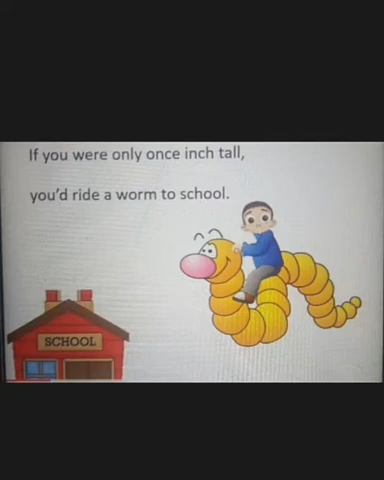 If you were only once inch tall,
you'd ride a worm to school.
SCHOOL